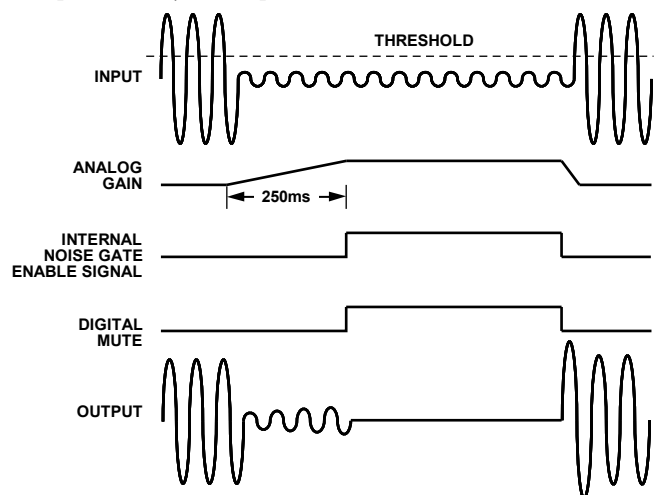 THRESHOLD
INPUT
ANALOG
GAIN
250ms
INTERNAL
NOISE GATE
ENABLE SIGNAL
DIGITAL
MUTE
OUTPUT